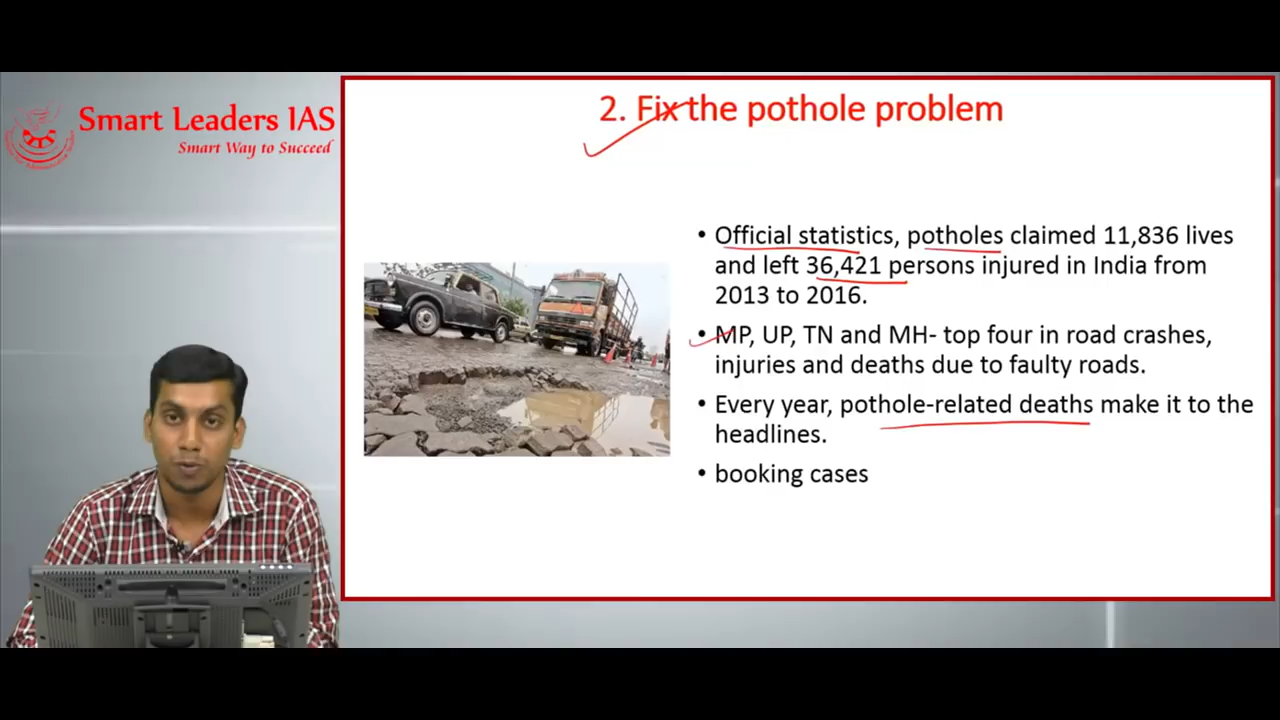 Smart Leaders IAS
Smart Way to Succeed
2. Fix the pothole problem
• Official statistics, potholes claimed 11,836 lives
and left 36,421 persons injured in India from
2013 to 2016.
• MP, UP, TN and MH- top four in road crashes,
injuries and deaths due to faulty roads.
• Every year, pothole-related deaths make it to the
headlines.
• booking cases